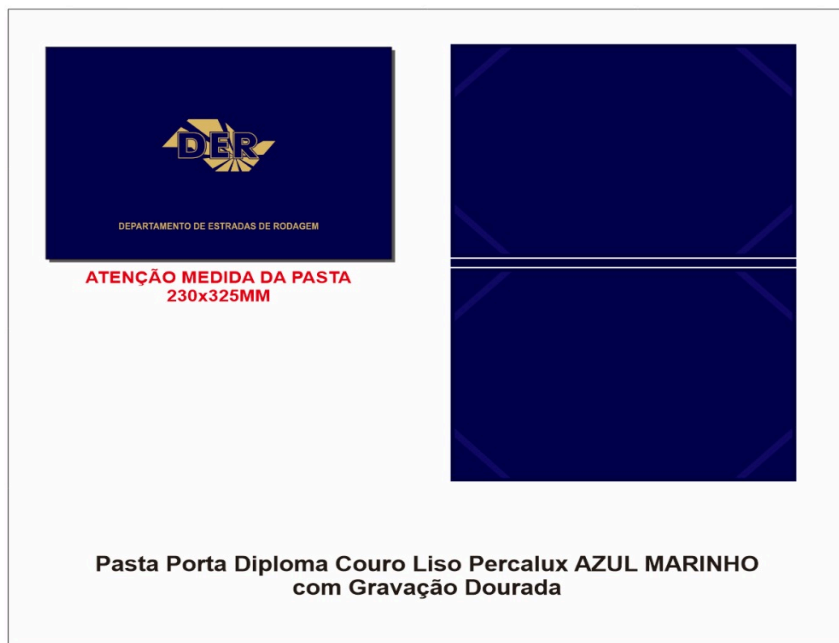 DER
DEPARTAMENTO DE ESTRADAS DE RODAGEM
ATENÇÃO MEDIDA DA PASTA
230x325MM
Pasta Porta Diploma Couro Liso Percalux AZUL MARINHO
com Gravação Dourada